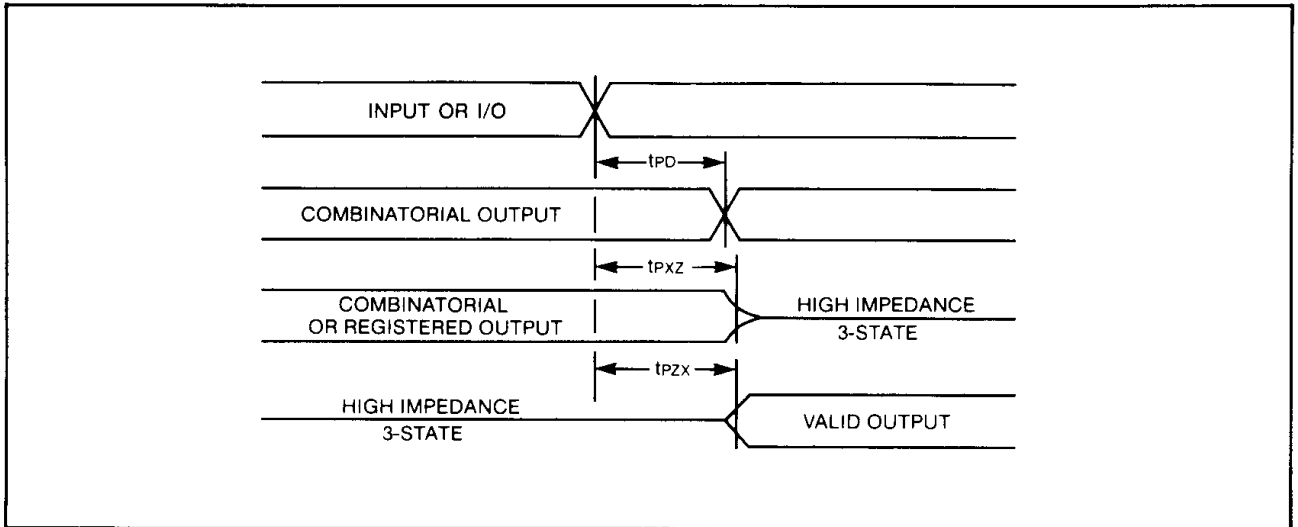 INPUT OR I/O
tPD
COMBINATORIAL OUTPUT
tPXZ
COMBINATORIAL
OR REGISTERED OUTPUT
HIGH IMPEDANCE
3-STATE
tPZX
HIGH IMPEDANCE
3-STATE
VALID OUTPUT